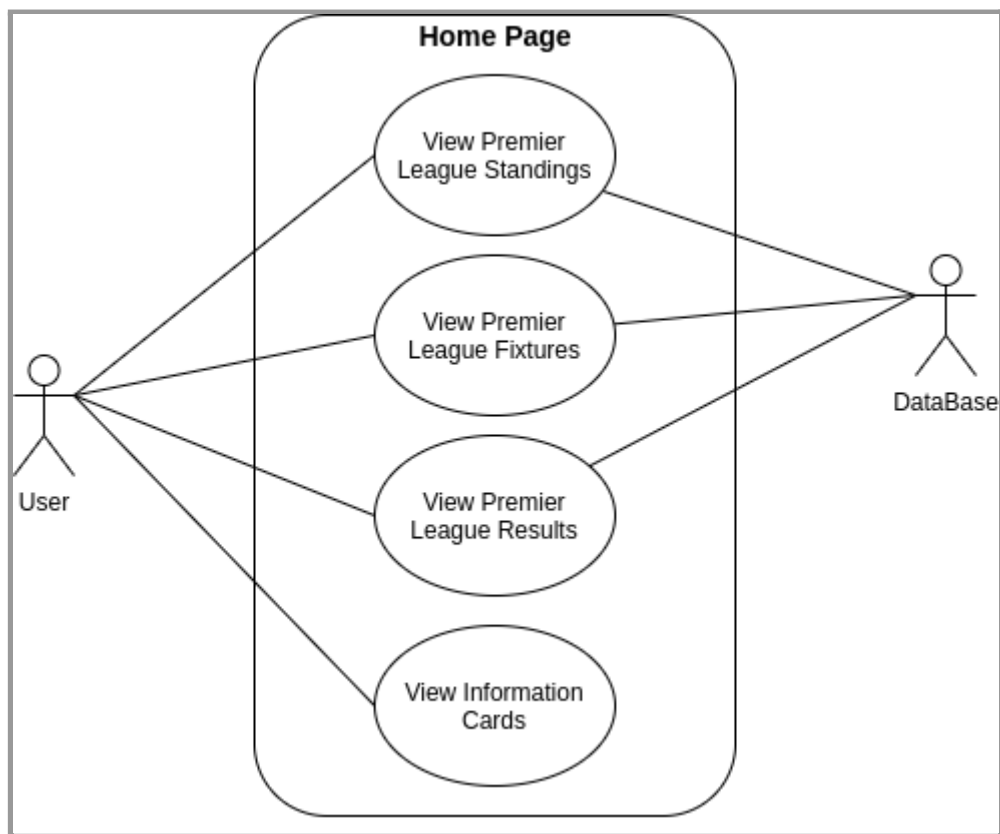 Home Page
View Premier
League Standings
View Premier
League Fixtures
DataBase
User
View Premier
League Results
View Information
Cards